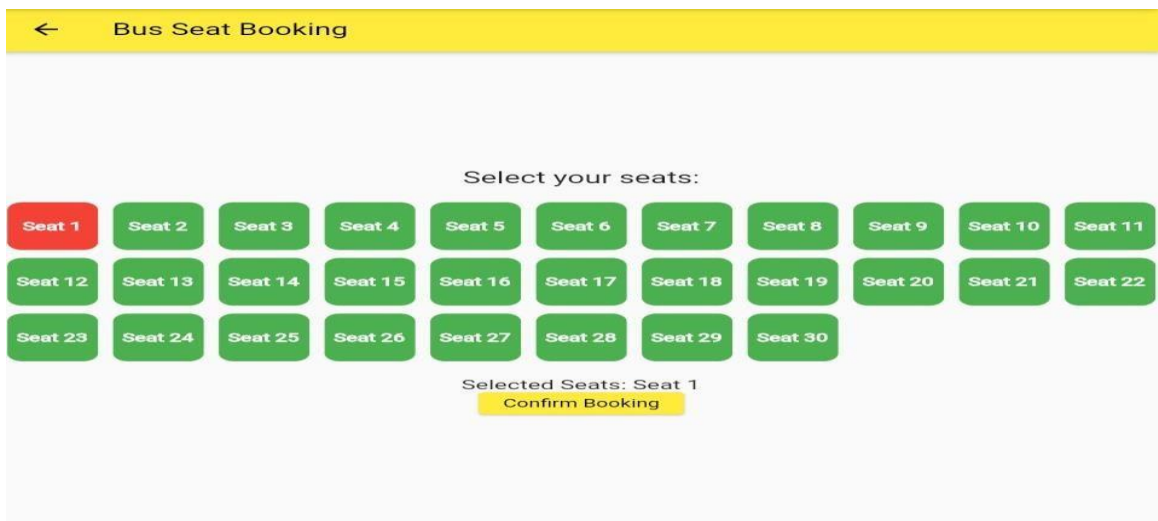 Bus Seat Booking
Select your seats:
Seat 1 Seat 2 Seat 3 Seat 4 Seat 5 Seat 6 Seat 7 Seat 8 Seat 9 Seat 10 Seat 11
Seat 12 Seat 13 Seat 14 Seat 15 Seat 16 Seat 17 Seat 18 Seat 19 Seat 20 Seat 21 Seat 22
Seat 23 Seat 24 Seat 25 Seat 26 Seat 27 Seat 28 Seat 29 Seat 30
Selected Seats: Seat 1
Confirm Booking